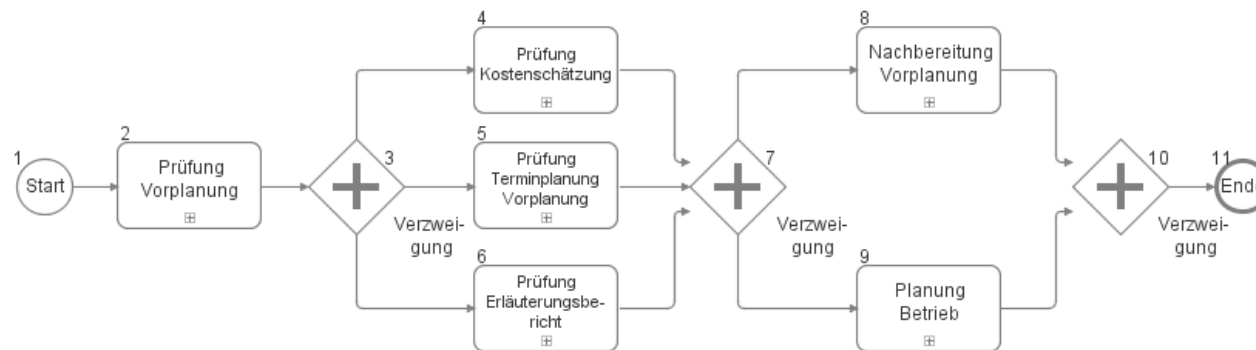 4
Prüfung
Kostenschätzung
8
Nachbereitung
Vorplanung
1
Start
2
Prüfung
Vorplanung
3
Verzwei-
gung
5
Prüfung
Terminplanung
Vorplanung
7
Verzwei-
gung
10
Verzwei-
gung
11
End
6
Prüfung
Erläuterungsbe-
richt
9
Planung
Betrieb